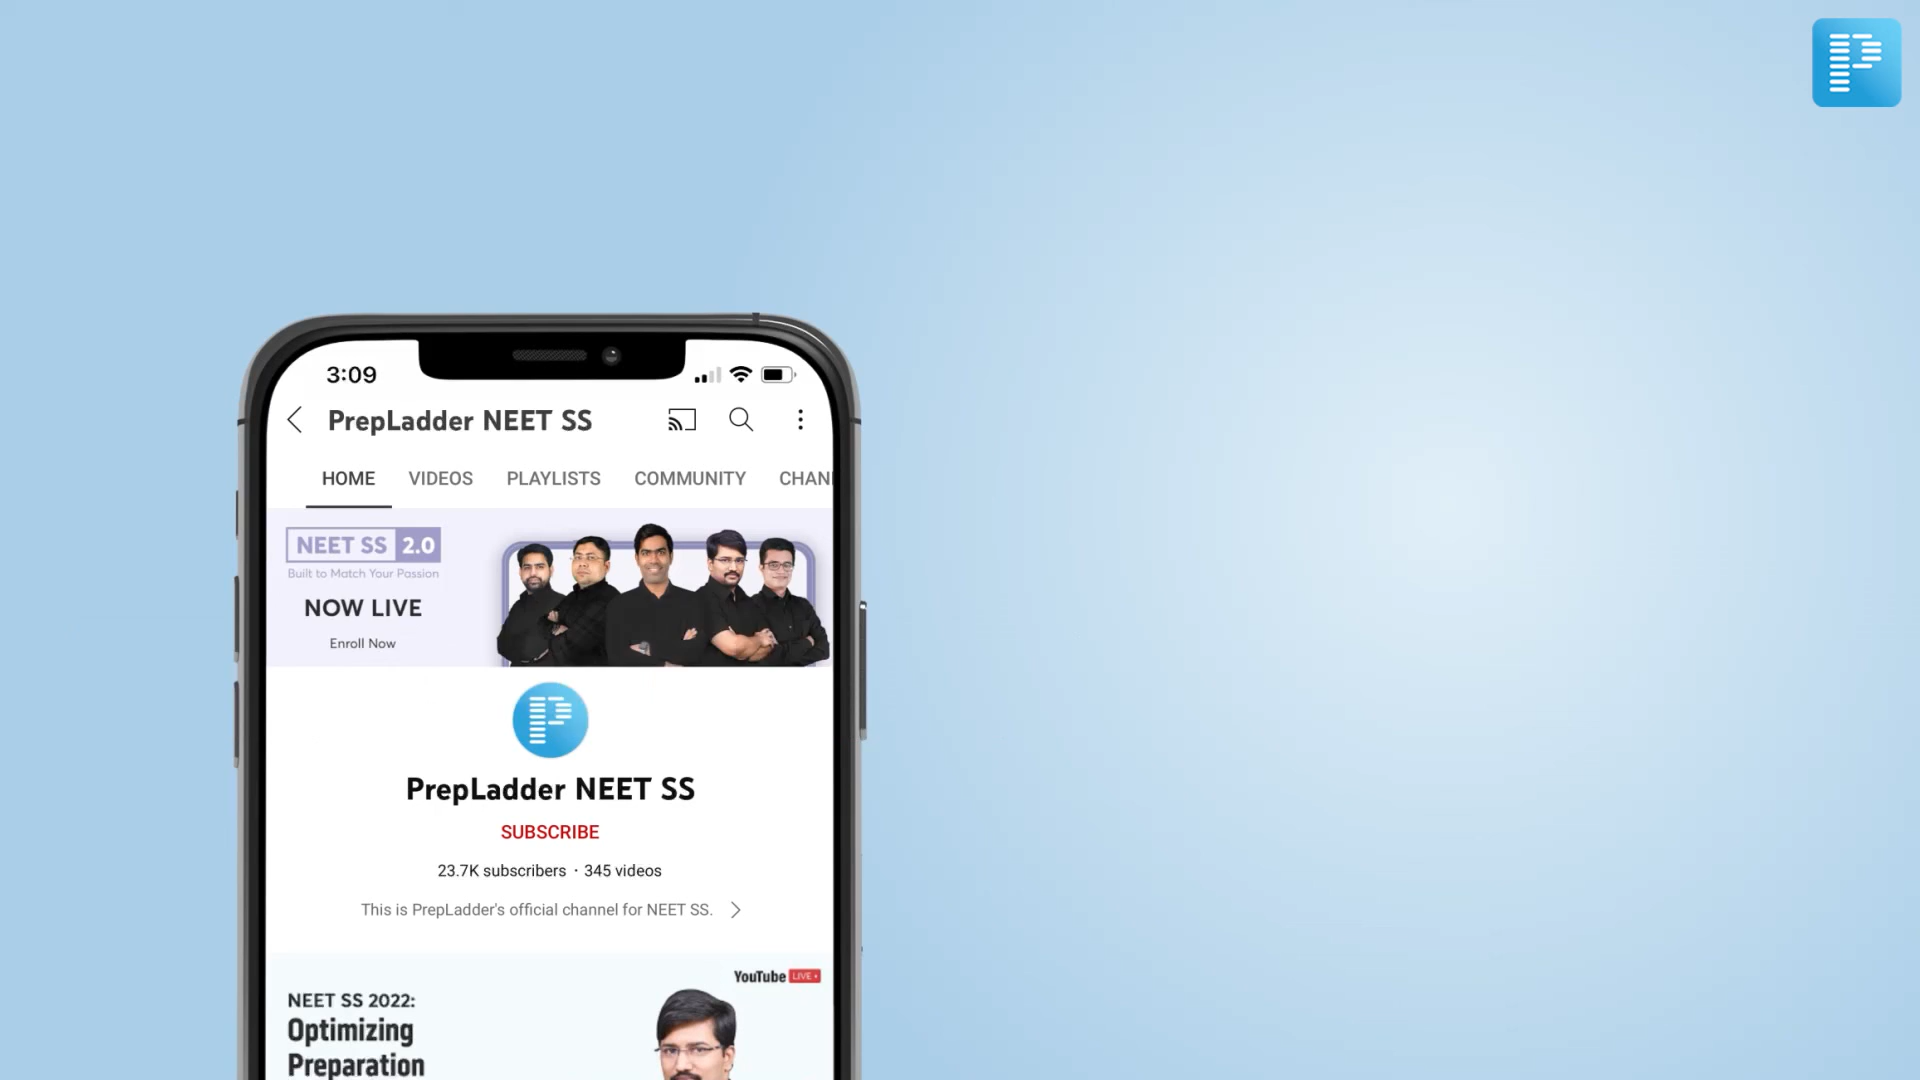 3:09
PrepLadder NEET SS
HOME VIDEOS PLAYLISTS COMMUNITY CHAN
NEET SS 2.0
Built to Match Your Passion
NOW LIVE
Enroll Now
PrepLadder NEET SS
SUBSCRIBE
23.7K subscribers · 345 videos
This is PrepLadder's official channel for NEET SS.
YouTube LIVE
NEET SS 2022:
Optimizing
Preparation